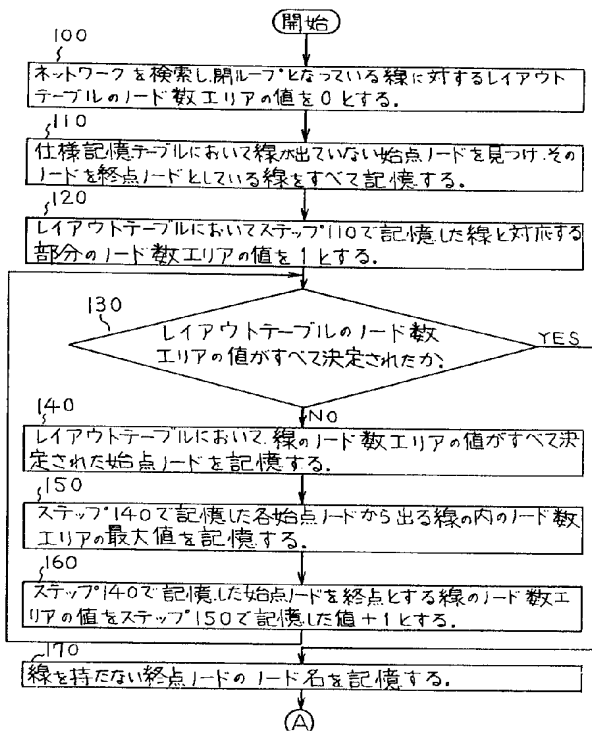 開始
100
ネットワークを検索し,開ループとなっている線に対するレイアウト
テーブルのノード数エリアの値を0とする.
110
仕様記憶テーブルにおいて線が出ていない始点ノードを見つけ,その
ノードを終点ノードとしている線をすべて記憶する.
120
レイアウトテーブルにおいてステップ110で記憶した線と対応する
部分のノード数エリアの値を1とする.
130
レイアウトテーブルのノード数
エリアの値がすべて決定されたか.
YES
NO
140
レイアウトテーブルにおいて,線のノード数エリアの値がすべて決
定された始点ノードを記憶する.
150
ステップ140で記憶した各始点ノードから出る線の内のノード数
エリアの最大値を記憶する.
160
ステップ140で記憶した始点ノードを終点とする線のノード数エ
リアの値をステップ150で記憶した値+1とする.
170
線を持たない終点ノードのノード名を記憶する.
A